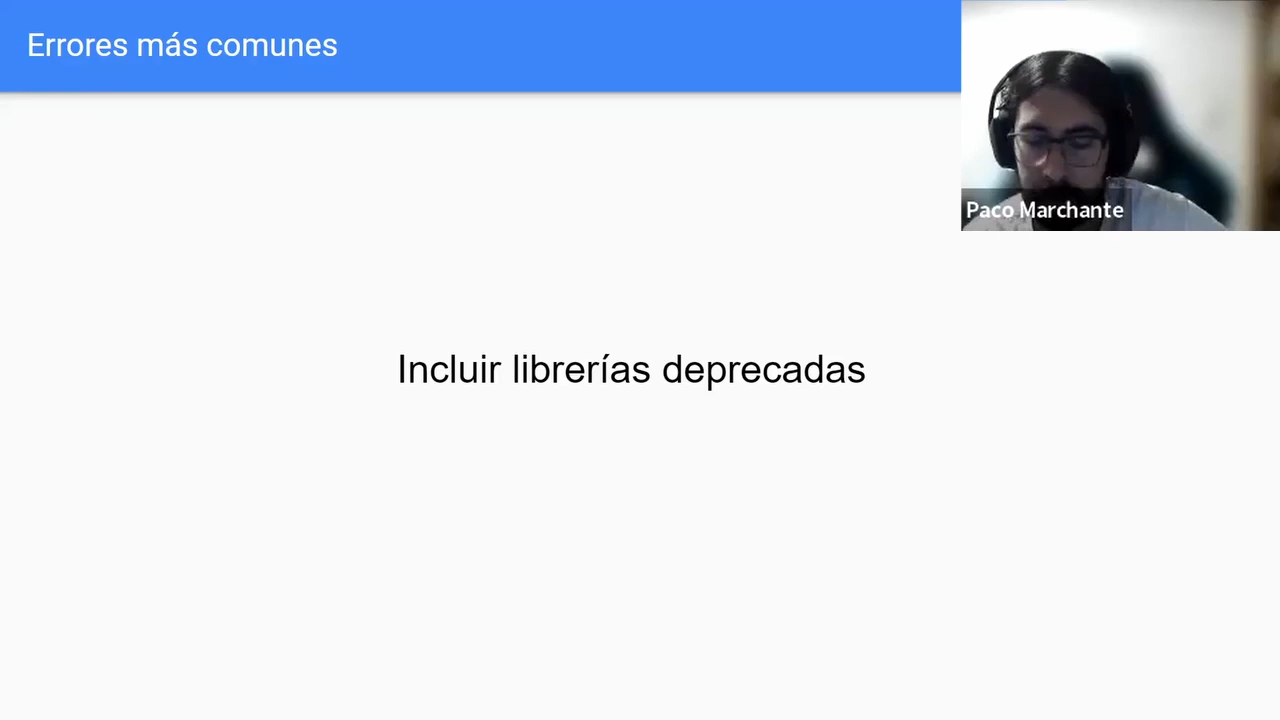 Errores más comunes
Paco Marchante
Incluir librerías deprecadas